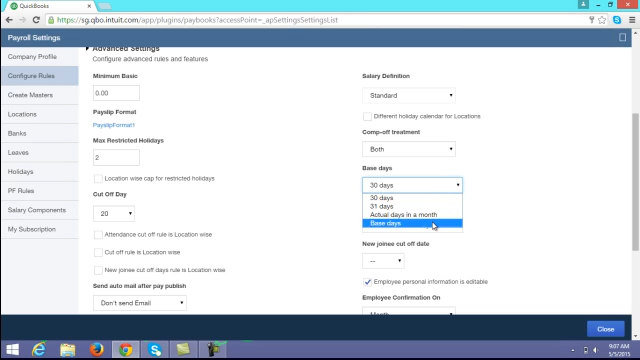 QuickBooks
https://sg.qbo.intuit.com/app/plugins/paybooks?accessPoint=_apSettingsSettingsList
Payroll Settings
Company Profile
Configure Rules
Create Masters
Locations
Banks
Leaves
Holidays
PF Rules
Salary Components
My Subscription
Advanced Settings
Configure advanced rules and features
Minimum Basic
0.00
Payslip Format
PayslipFormat1
Max Restricted Holidays
2
Location wise cap for restricted holidays
Cut Off Day
20
Attendance cut off rule is Location wise
Cut off rule is Location wise
New joinee cut off days rule is Location wise
Send auto mail after pay publish
Don't send Email
Salary Definition
Standard
Different holiday calendar for Locations
Comp-off treatment
Both
Base days
30 days
30 days
31 days
Actual days in a month
Base days
New joinee cut off date
--
Employee personal information is editable
Employee Confirmation On
Month
Close
9:07 AM
5/5/2015